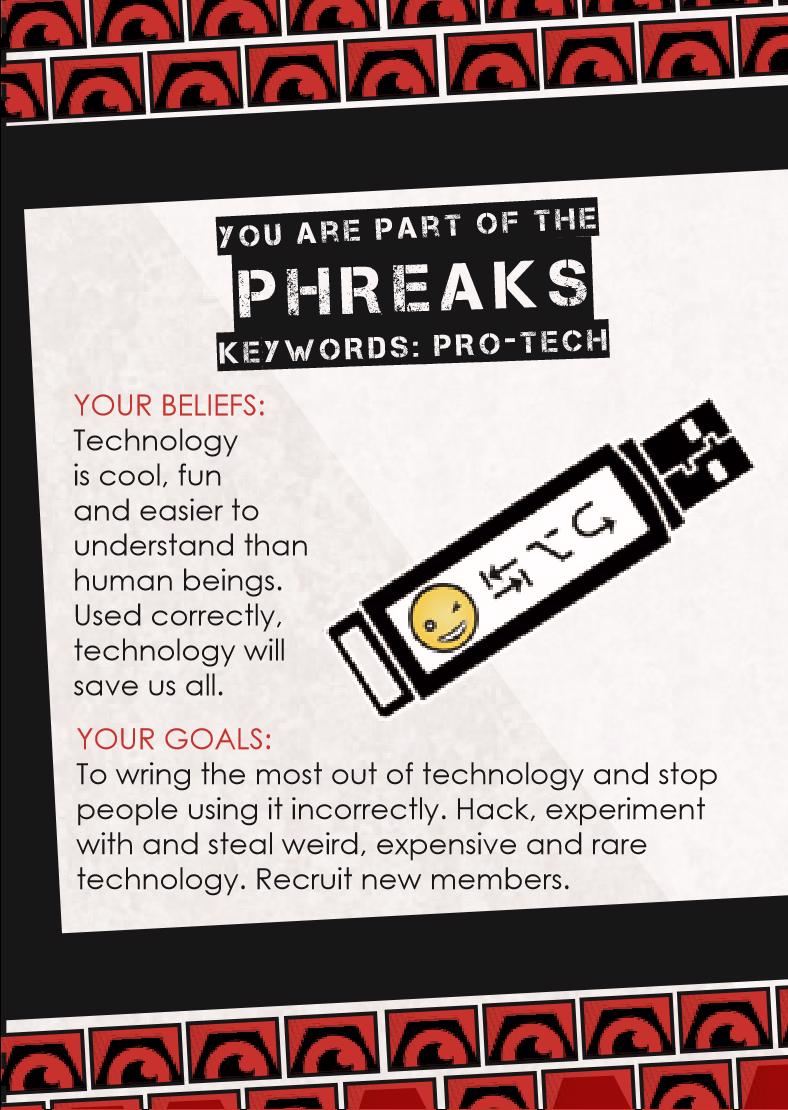 YOU ARE PART OF THE
PHREAKS
KEYWORDS: PRO-TECH
YOUR BELIEFS:
Technology
is cool, fun
and easier to
understand than
human beings.
Used correctly,
technology will
save us all.
YOUR GOALS:
To wring the most out of technology and stop
people using it incorrectly. Hack, experiment
with and steal weird, expensive and rare
technology. Recruit new members.